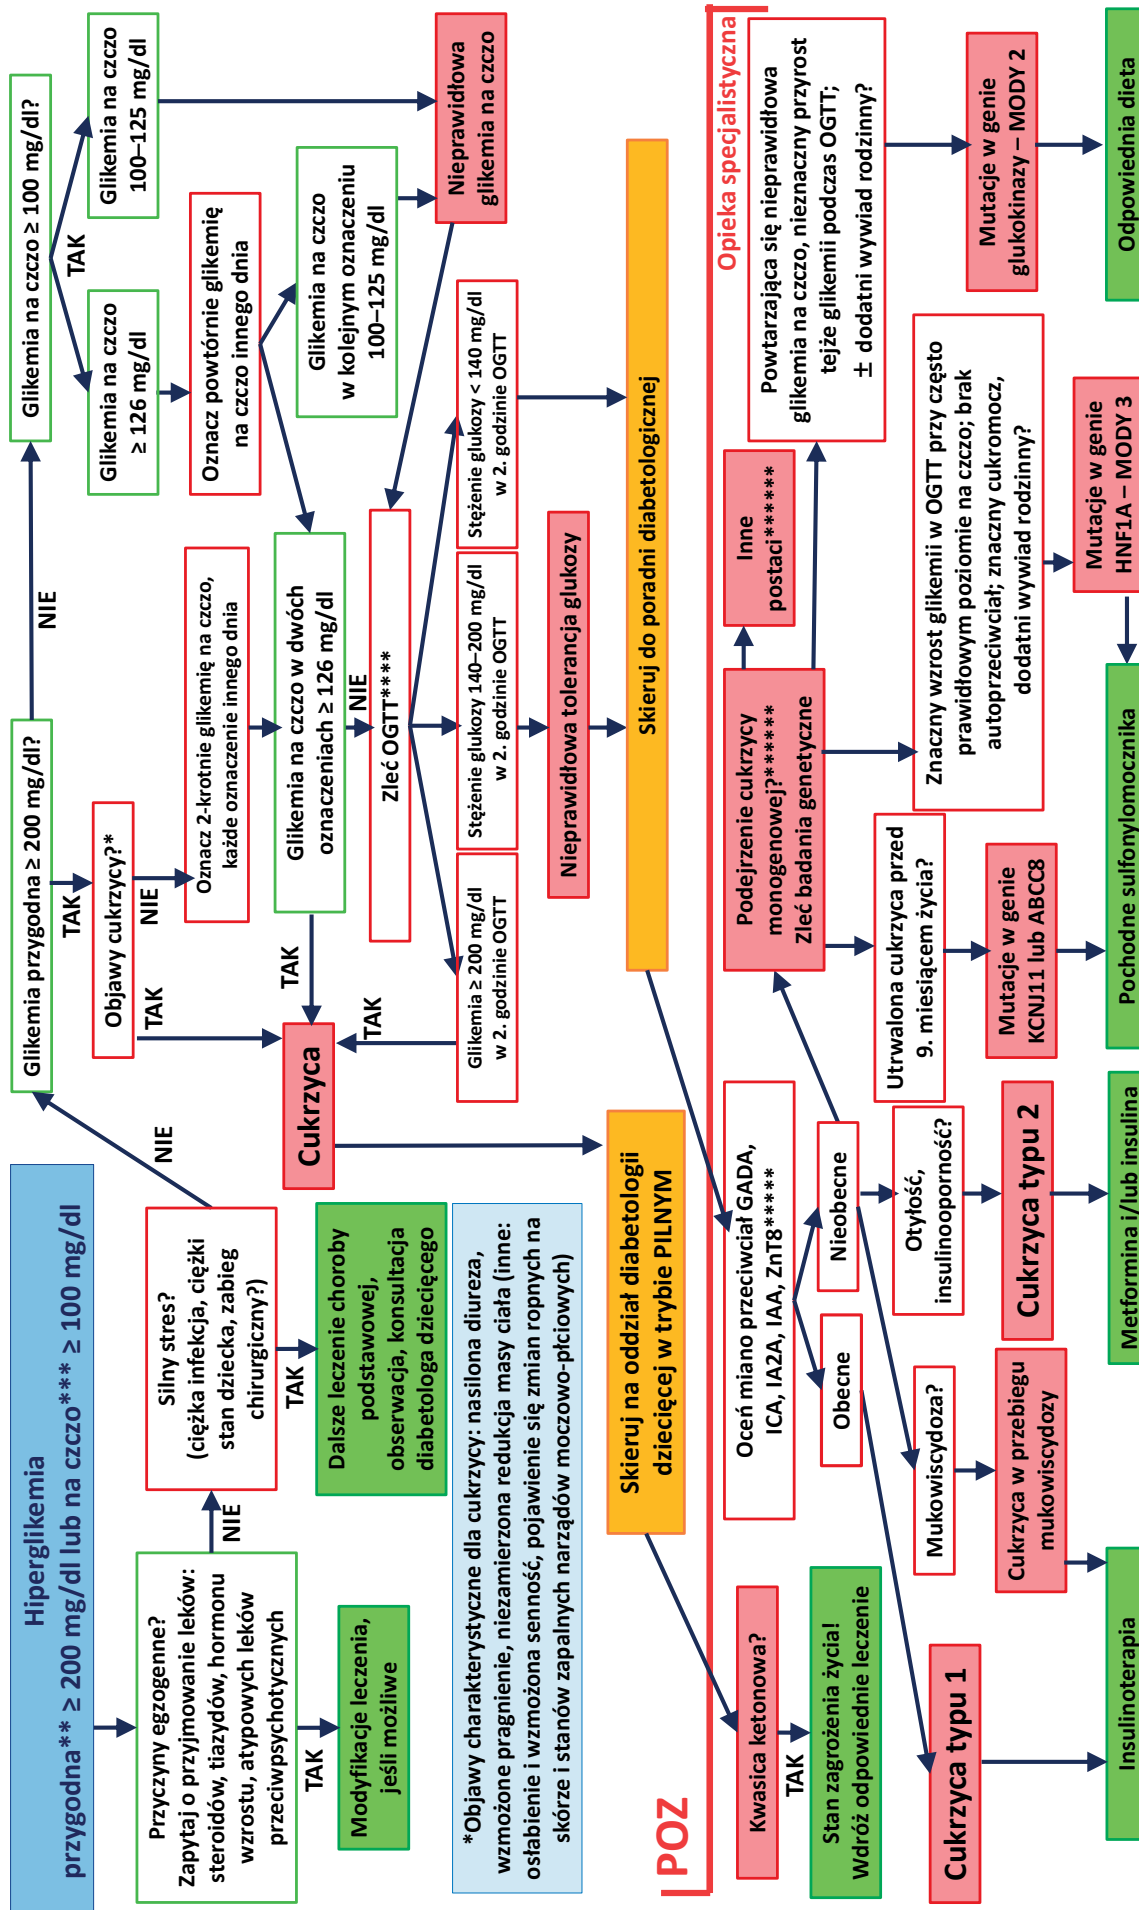 Hiperglikemia
przygodna** ≥ 200 mg/dl lub na czczo*** ≥ 100 mg/dl
Przyczyny egzogenne?
Zapytaj o przyjmowanie leków:
steroidów, tiazydów, hormonu
wzrostu, atypowych leków
przeciwpsychotycznych
TAK
Modyfikacje leczenia,
jeśli możliwe
NIE
Silny stres?
(ciężka infekcja, ciężki
stan dziecka, zabieg
chirurgiczny?)
TAK
Dalsze leczenie choroby
podstawowej,
obserwacja, konsultacja
diabetologa dziecięcego
NIE
Glikemia przygodna ≥ 200 mg/dl?
TAK
Objawy cukrzycy?*
TAK
NIE
NIE
Glikemia na czczo ≥ 100 mg/dl?
TAK
Glikemia na czczo
≥ 126 mg/dl
Glikemia na czczo
100–125 mg/dl
Oznacz powtórnie glikemię
na czczo innego dnia
Oznacz 2-krotnie glikemię na czczo,
każde oznaczenie innego dnia
Glikemia na czczo w dwóch
oznaczeniach ≥ 126 mg/dl
TAK
NIE
Glikemia na czczo
w kolejnym oznaczeniu
100–125 mg/dl
Nieprawidłowa
glikemia na czczo
Cukrzyca
Zleć OGTT****
TAK
Glikemia ≥ 200 mg/dl
w 2. godzinie OGTT
Stężenie glukozy 140–200 mg/dl
w 2. godzinie OGTT
Stężenie glukozy < 140 mg/dl
w 2. godzinie OGTT
Nieprawidłowa tolerancja glukozy
*Objawy charakterystyczne dla cukrzycy: nasilona diureza,
wzmożone pragnienie, niezamierzona redukcja masy ciała (inne:
osłabienie i wzmożona senność, pojawienie się zmian ropnych na
skórze i stanów zapalnych narządów moczowo-płciowych)
Skieruj na oddział diabetologii
dziecięcej w trybie PILNYM
Skieruj do poradni diabetologicznej
POZ
Opieka specjalistyczna
Kwasica ketonowa?
TAK
Stan zagrożenia życia!
Wdróż odpowiednie leczenie
Oceń miano przeciwciał GADA,
ICA, IA2A, IAA, ZnT8*****
Obecne
Nieobecne
Podejrzenie cukrzycy
monogenowej?******
Zleć badania genetyczne
Inne
postaci******
Powtarzająca się nieprawidłowa
glikemia na czczo, nieznaczny przyrost
tejże glikemii podczas OGTT;
± dodatni wywiad rodzinny?
Mukowiscydoza?
Otyłość,
insulinooporność?
Utrwalona cukrzyca przed
9. miesiącem życia?
Znaczny wzrost glikemii w OGTT przy często
prawidłowym poziomie na czczo; brak
autoprzeciwciał; znaczny cukromocz,
dodatni wywiad rodzinny?
Cukrzyca typu 1
Cukrzyca w przebiegu
mukowiscydozy
Cukrzyca typu 2
Mutacje w genie
KCNJ11 lub ABCC8
Mutacje w genie
HNF1A – MODY 3
Mutacje w genie
glukokinazy – MODY 2
Insulinoterapia
Metformina i/lub insulina
Pochodne sulfonylomocznika
Odpowiednia dieta